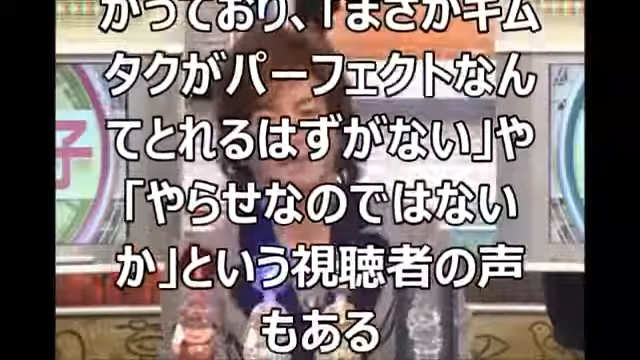 かっており、「まさかキム
タクがパーフェクトなん
てとれるはずがない」や
「やらせなのではない
か」という視聴者の声
もある
子